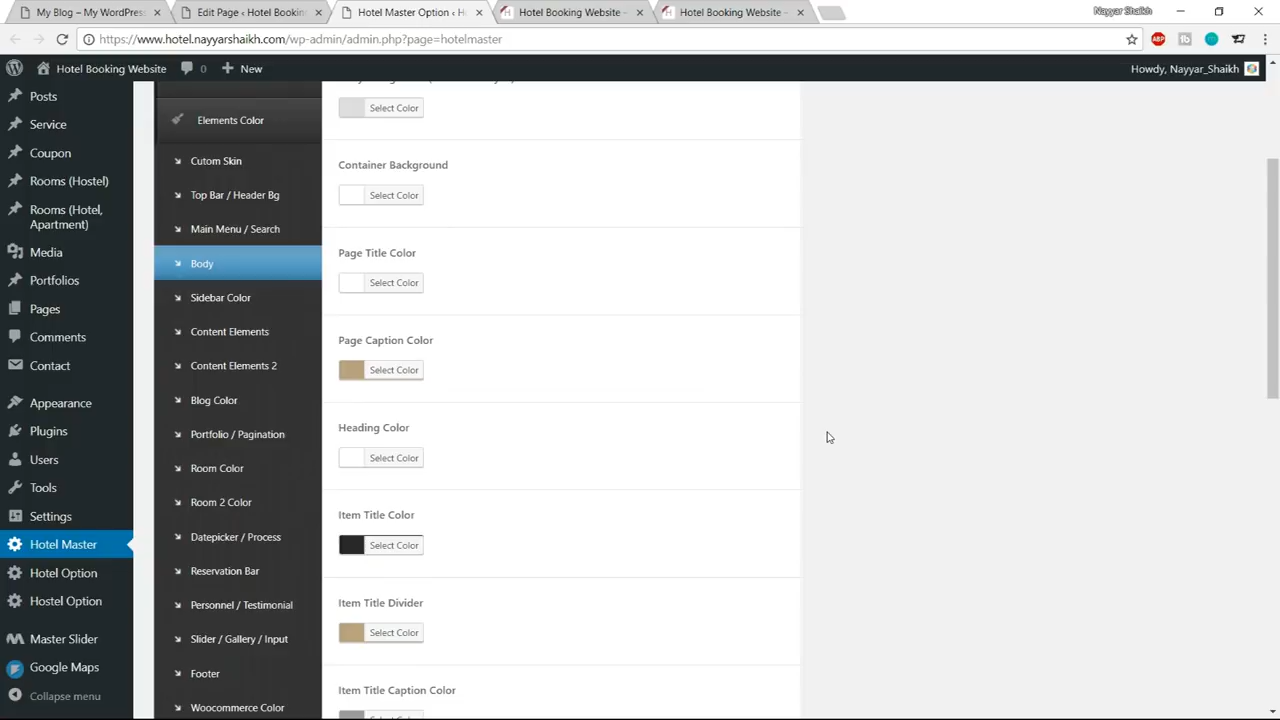 My Blog – My WordPress
Edit Page ‹ Hotel Bookin
Hotel Master Option ‹ H
Hotel Booking Website -
Hotel Booking Website -
Nayyar Shaikh
https://www.hotel.nayyarshaikh.com/wp-admin/admin.php?page=hotelmaster
ABP
Hotel Booking Website
0
New
Howdy, Nayyar_Shaikh
Posts
Service
Coupon
Rooms (Hostel)
Rooms (Hotel,
Apartment)
Media
Portfolios
Pages
Comments
Contact
Appearance
Plugins
Users
Tools
Settings
Hotel Master
Hotel Option
Hostel Option
Master Slider
Google Maps
Collapse menu
Elements Color
Cutom Skin
Top Bar / Header Bg
Main Menu / Search
Body
Sidebar Color
Content Elements
Content Elements 2
Blog Color
Portfolio / Pagination
Room Color
Room 2 Color
Datepicker / Process
Reservation Bar
Personnel / Testimonial
Slider / Gallery / Input
Footer
Woocommerce Color
Select Color
Container Background
Select Color
Page Title Color
Select Color
Page Caption Color
Select Color
Heading Color
Select Color
Item Title Color
Select Color
Item Title Divider
Select Color
Item Title Caption Color
Select Color